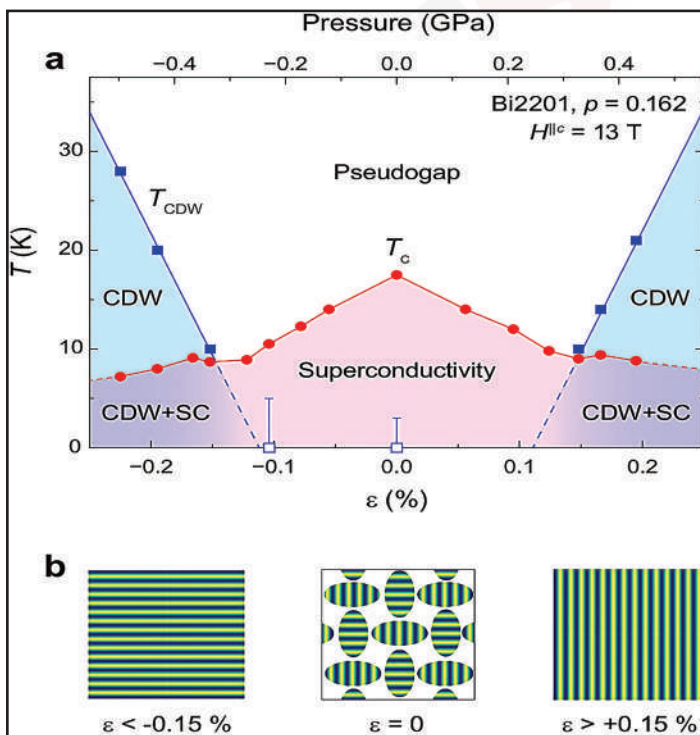 Pressure (GPa)
a
−0.4 −0.2 0.0 0.2 0.4
Bi2201, p = 0.162
H||c = 13 T
30
Pseudogap
TCDW
20
Tc
T (K)
CDW
CDW
10
Superconductivity
CDW+SC
CDW+SC
0
−0.2 −0.1 0.0 0.1 0.2
ε (%)
b
ε < -0.15 %
ε = 0
ε > +0.15 %